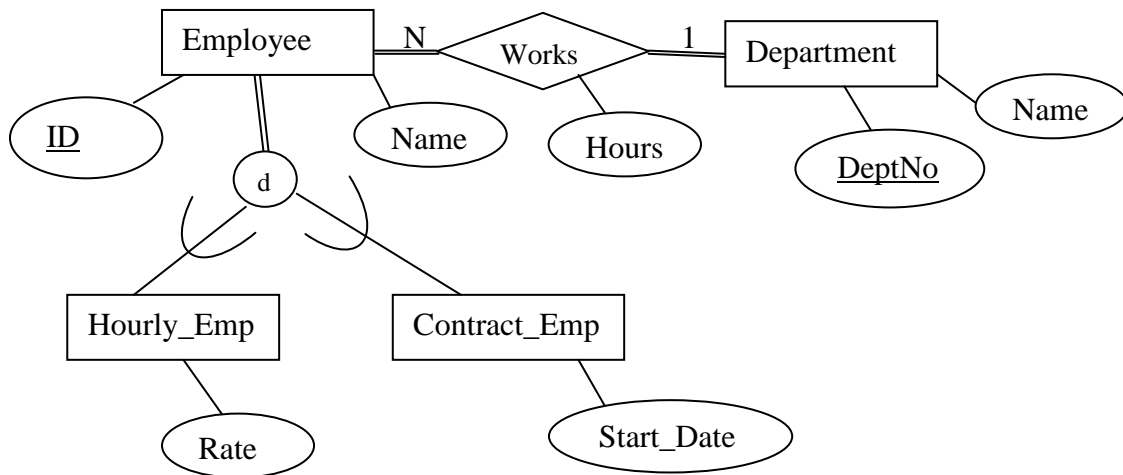 Employee
N
Works
1
Department
ID
Name
Hours
DeptNo
Name
d
Hourly_Emp
Contract_Emp
Rate
Start_Date